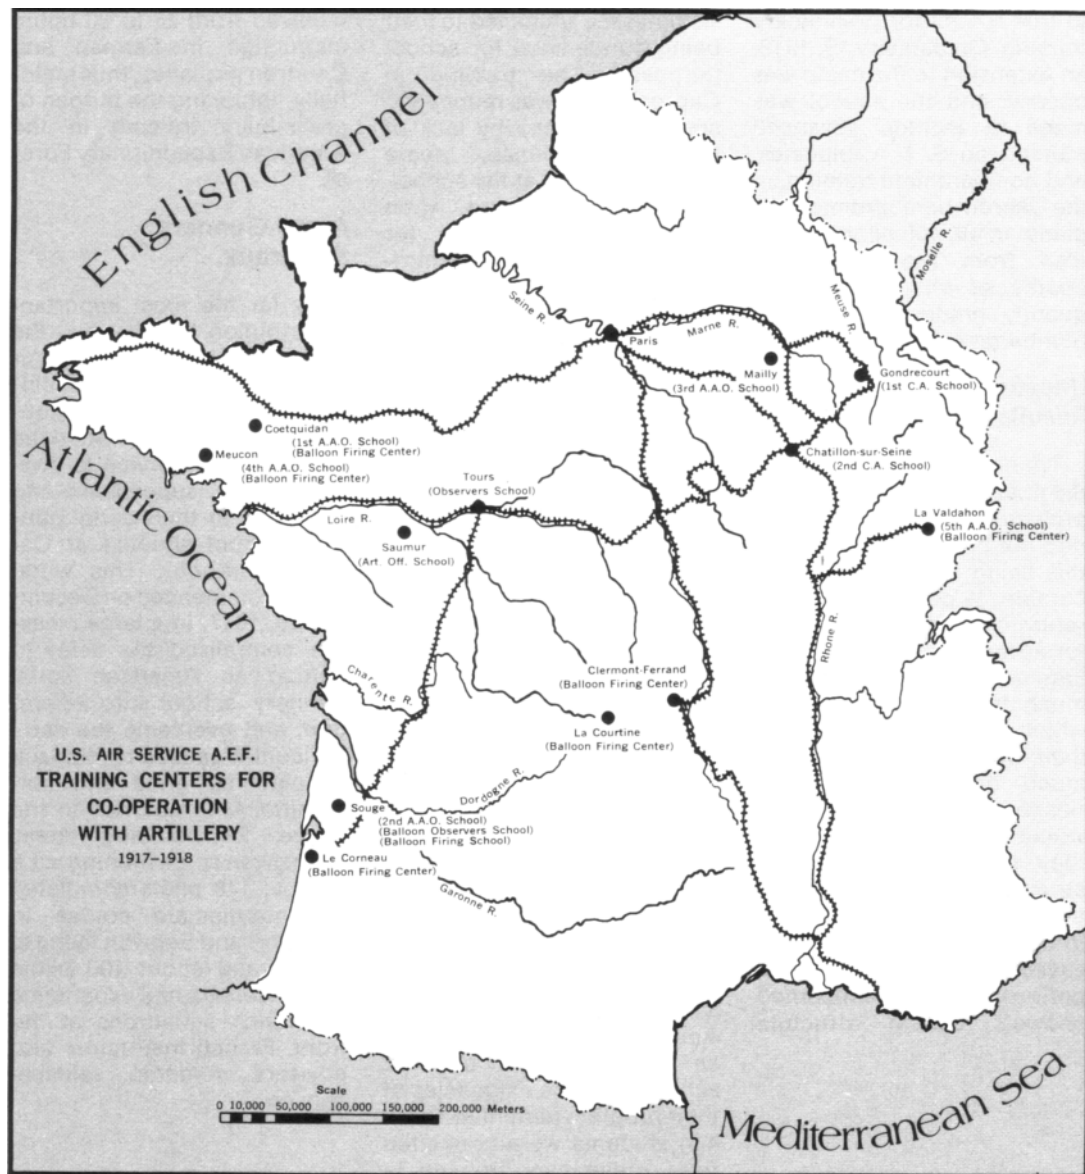 English Channel
Moselle R.
Meuse R.
Seine R.
Marne R.
Paris
Mailly
(3rd A.A.O. School)
Gondrecourt
(1st C.A. School)
Coetquidan
(1st A.A.O. School)
(Balloon Firing Center)
Meucon
(4th A.A.O. School)
(Balloon Firing Center)
Chatillon-sur-Seine
(2nd C.A. School)
Atlantic Ocean
Tours
(Observers School)
Loire R.
Saumur
(Art. Off. School)
La Valdahon
(5th A.A.O. School)
(Balloon Firing Center)
Rhone R.
Charente R.
Clermont-Ferrand
(Balloon Firing Center)
La Courtine
(Balloon Firing Center)
U.S. AIR SERVICE A.E.F.
TRAINING CENTERS FOR
CO-OPERATION
WITH ARTILLERY
1917–1918
Dordogne R.
Souge
(2nd A.A.O. School)
(Balloon Observers School)
(Balloon Firing School)
Le Corneau
(Balloon Firing Center)
Garonne R.
Scale
0 10,000 50,000 100,000 150,000 200,000 Meters
Mediterranean Sea